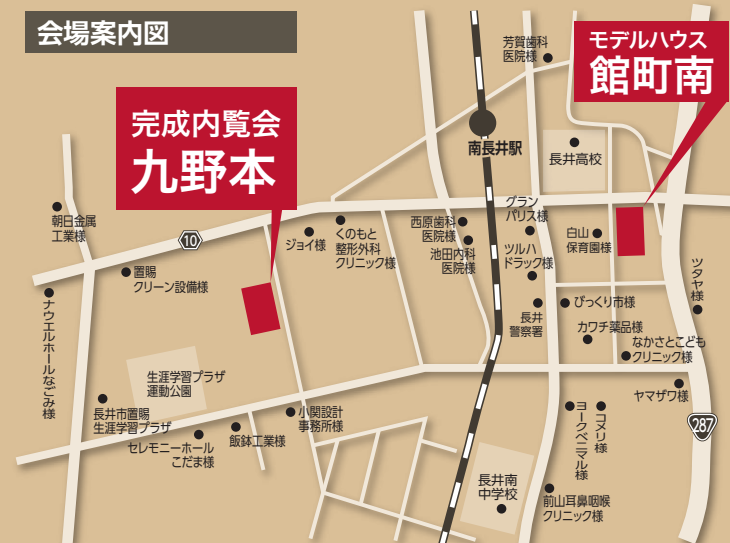 会場案内図
芳賀歯科
医院様
モデルハウス
館町南
完成内覧会
九野本
南長井駅
長井高校
朝日金属
工業様
10
ジョイ様
くのもと
整形外科
クリニック様
西原歯科
医院様
池田内科
医院様
グラン
パリス様
ツルハ
ドラック様
白山
保育園様
置賜
クリーン設備様
ツタヤ様
ナウエルホールなごみ様
長井
警察署
びっくり市様
カワチ薬品様
なかさとこども
クリニック様
生涯学習プラザ
運動公園
ヤマザワ様
長井市置賜
生涯学習プラザ
小関設計
事務所様
飯鉢工業様
セレモニーホール
こだま様
ヨークベニマル様
コメリ様
287
長井南
中学校
前山耳鼻咽喉
クリニック様